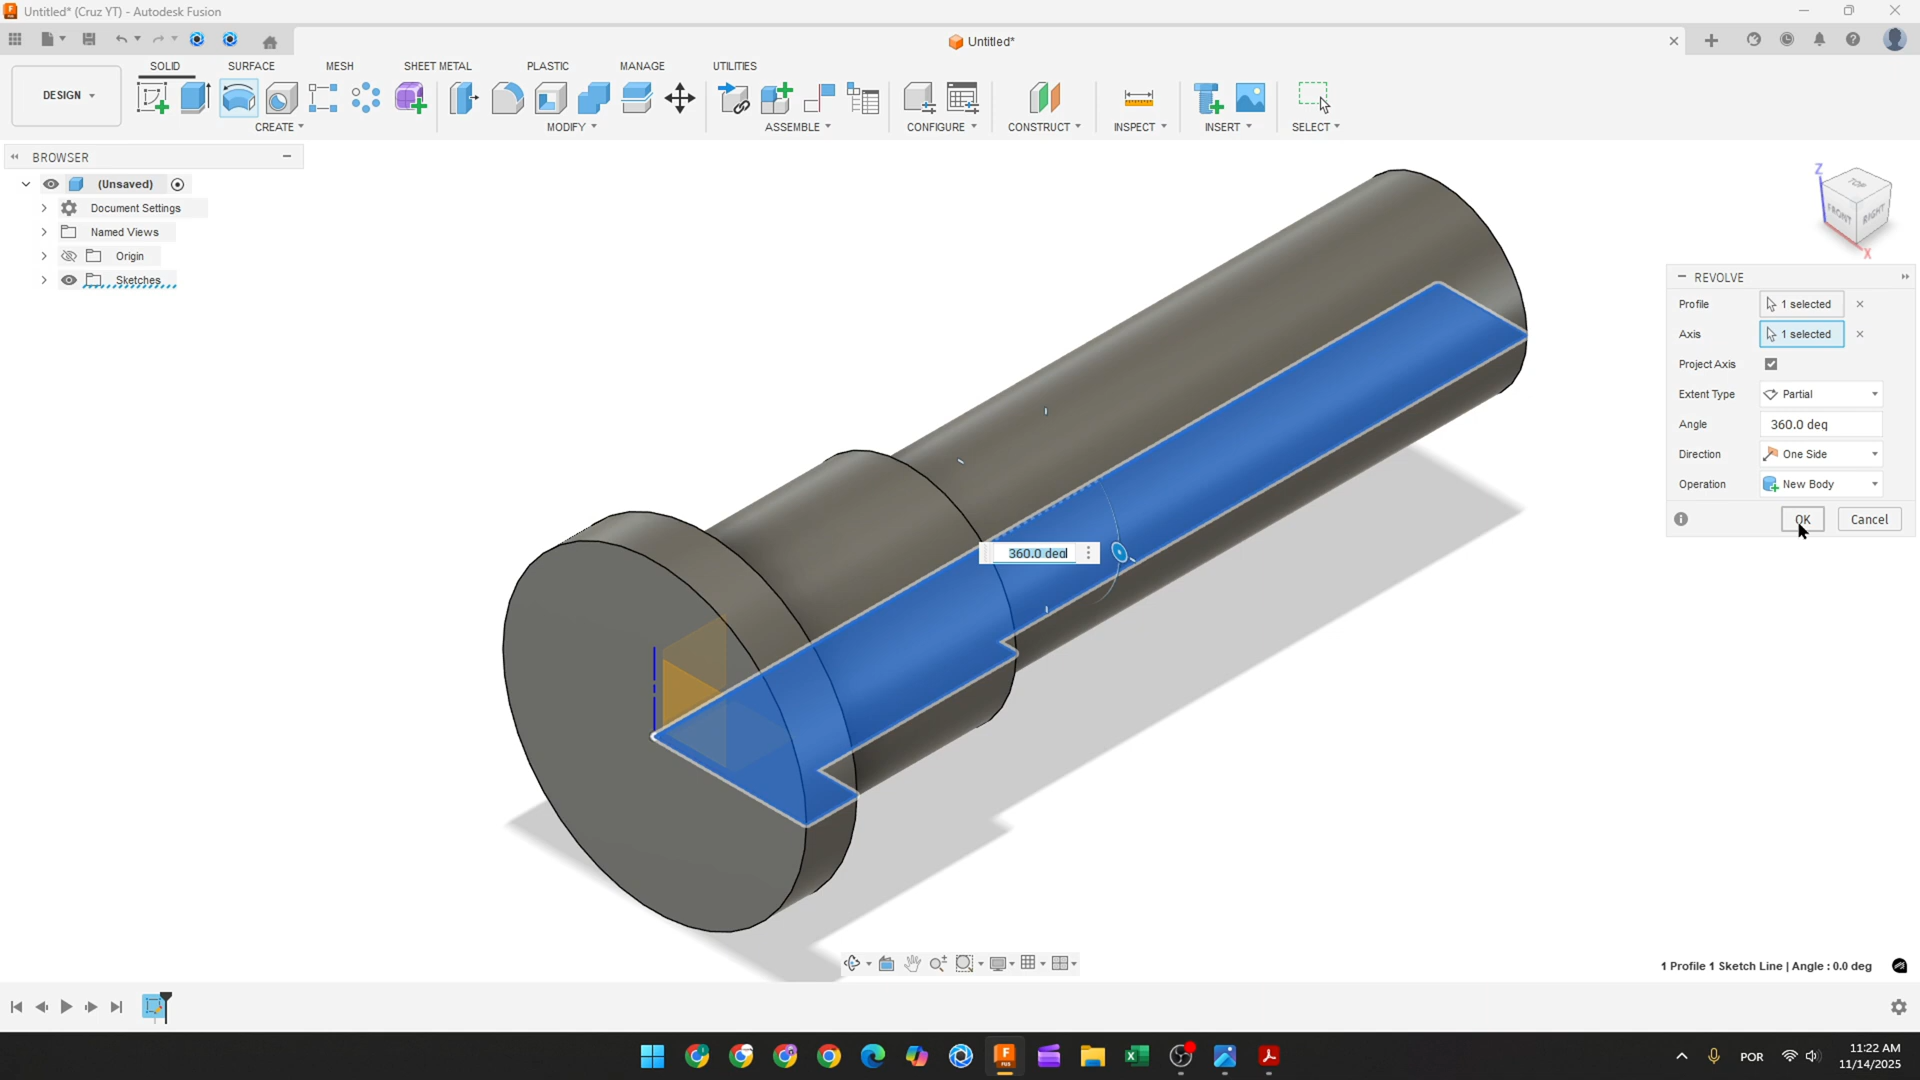 Untitled* (Cruz YT) - Autodesk Fusion
Untitled*
DESIGN
SOLID
SURFACE
MESH
SHEET METAL
PLASTIC
MANAGE
UTILITIES
CREATE
MODIFY
ASSEMBLE
CONFIGURE
CONSTRUCT
INSPECT
INSERT
SELECT
BROWSER
(Unsaved)
Document Settings
Named Views
Origin
Sketches
Z
TOP
FRONT
RIGHT
X
REVOLVE
Profile
1 selected
Axis
1 selected
Project Axis
Extent Type
Partial
Angle
360.0 deg
Direction
One Side
Operation
New Body
OK
Cancel
360.0 deg
1 Profile 1 Sketch Line | Angle : 0.0 deg
POR
11:22 AM
11/14/2025